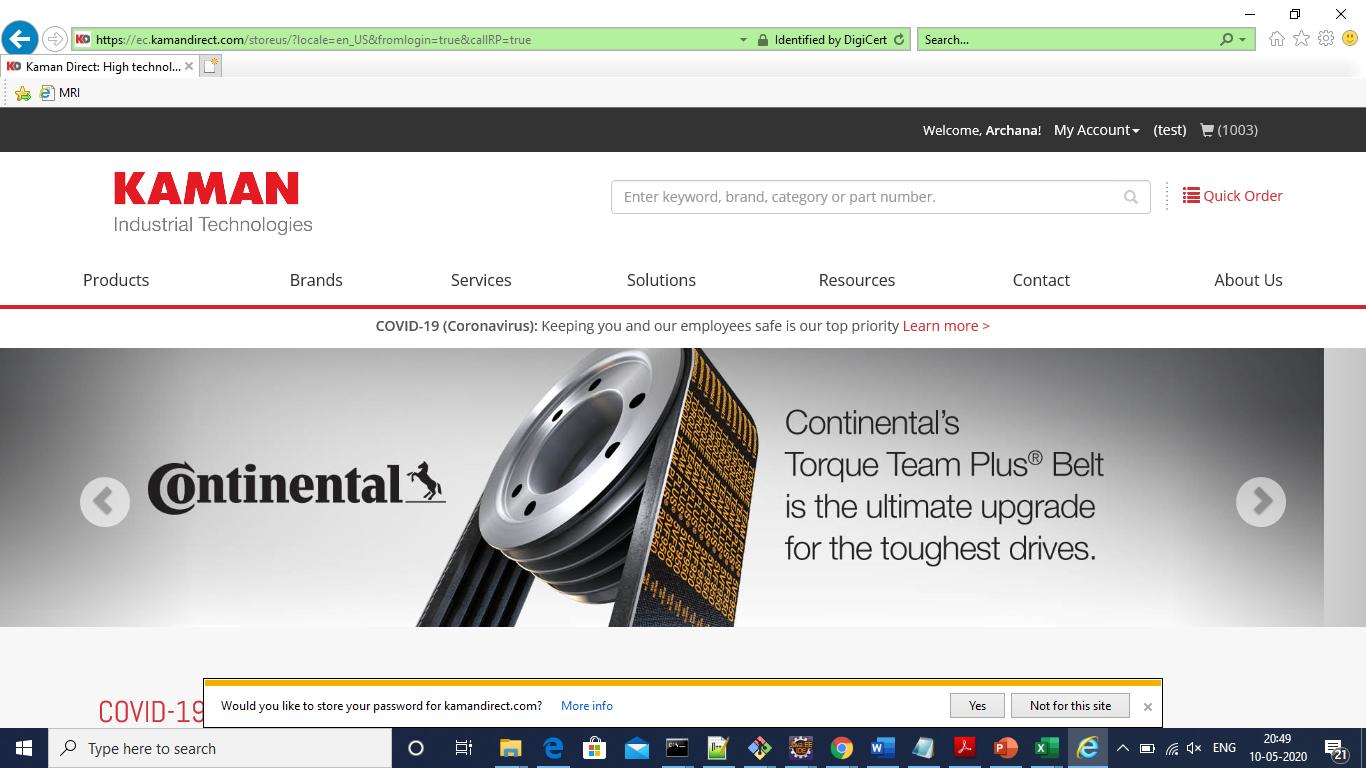 https://ec.kamandirect.com/storeus/?locale=en_US&fromlogin=true&callRP=true
Identified by DigiCert
Search...
KD Kaman Direct: High technol...
MRI
Welcome, Archana! My Account (test) (1003)
KAMAN
Industrial Technologies
Enter keyword, brand, category or part number.
Quick Order
Products Brands Services Solutions Resources Contact About Us
COVID-19 (Coronavirus): Keeping you and our employees safe is our top priority Learn more >
Continental
Continental's
Torque Team Plus® Belt
is the ultimate upgrade
for the toughest drives.
COVID-19
Would you like to store your password for kamandirect.com? More info Yes Not for this site
Type here to search
ENG
20:49
10-05-2020
21